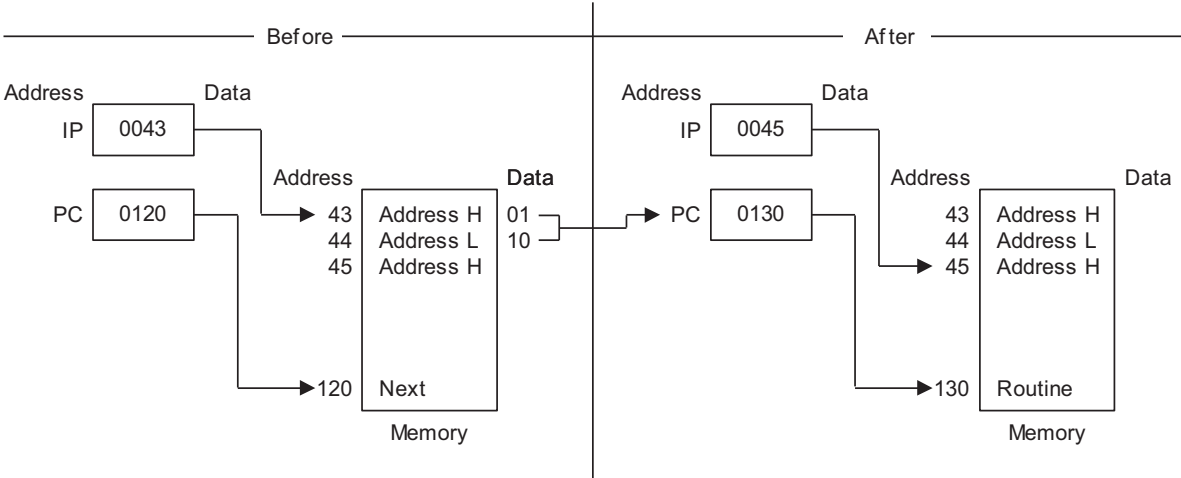 Before
After
Address Data
IP 0043
Address Data
PC 0120
43 Address H 01
44 Address L 10
45 Address H
120 Next
Memory
Address Data
IP 0045
Address Data
PC 0130
43 Address H
44 Address L
45 Address H
130 Routine
Memory